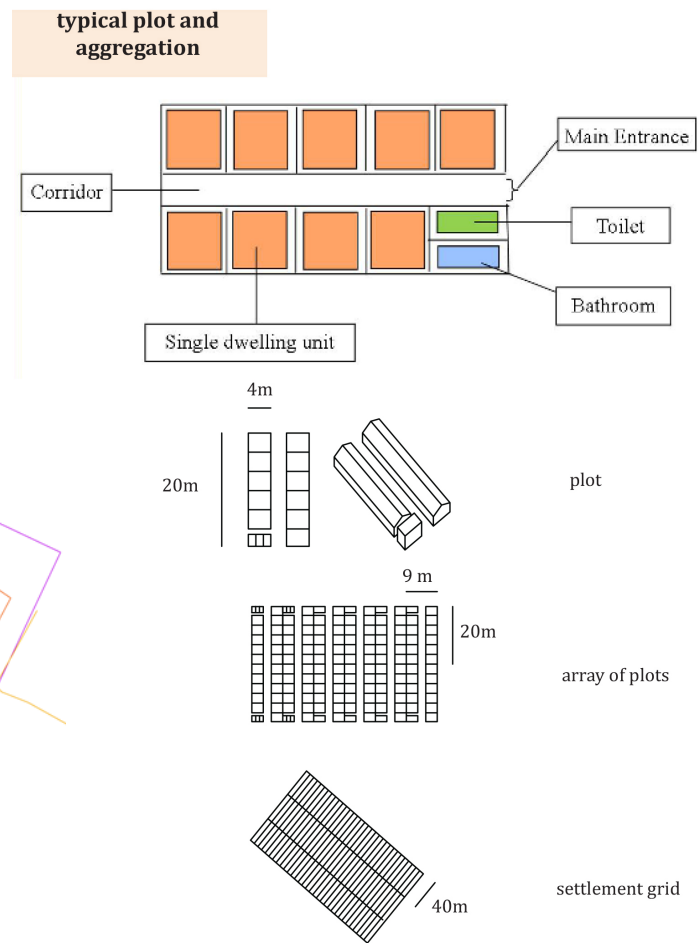 typical plot and
aggregation
Main Entrance
Corridor
Toilet
Bathroom
Single dwelling unit
4m
20m
plot
9 m
20m
array of plots
settlement grid
40m